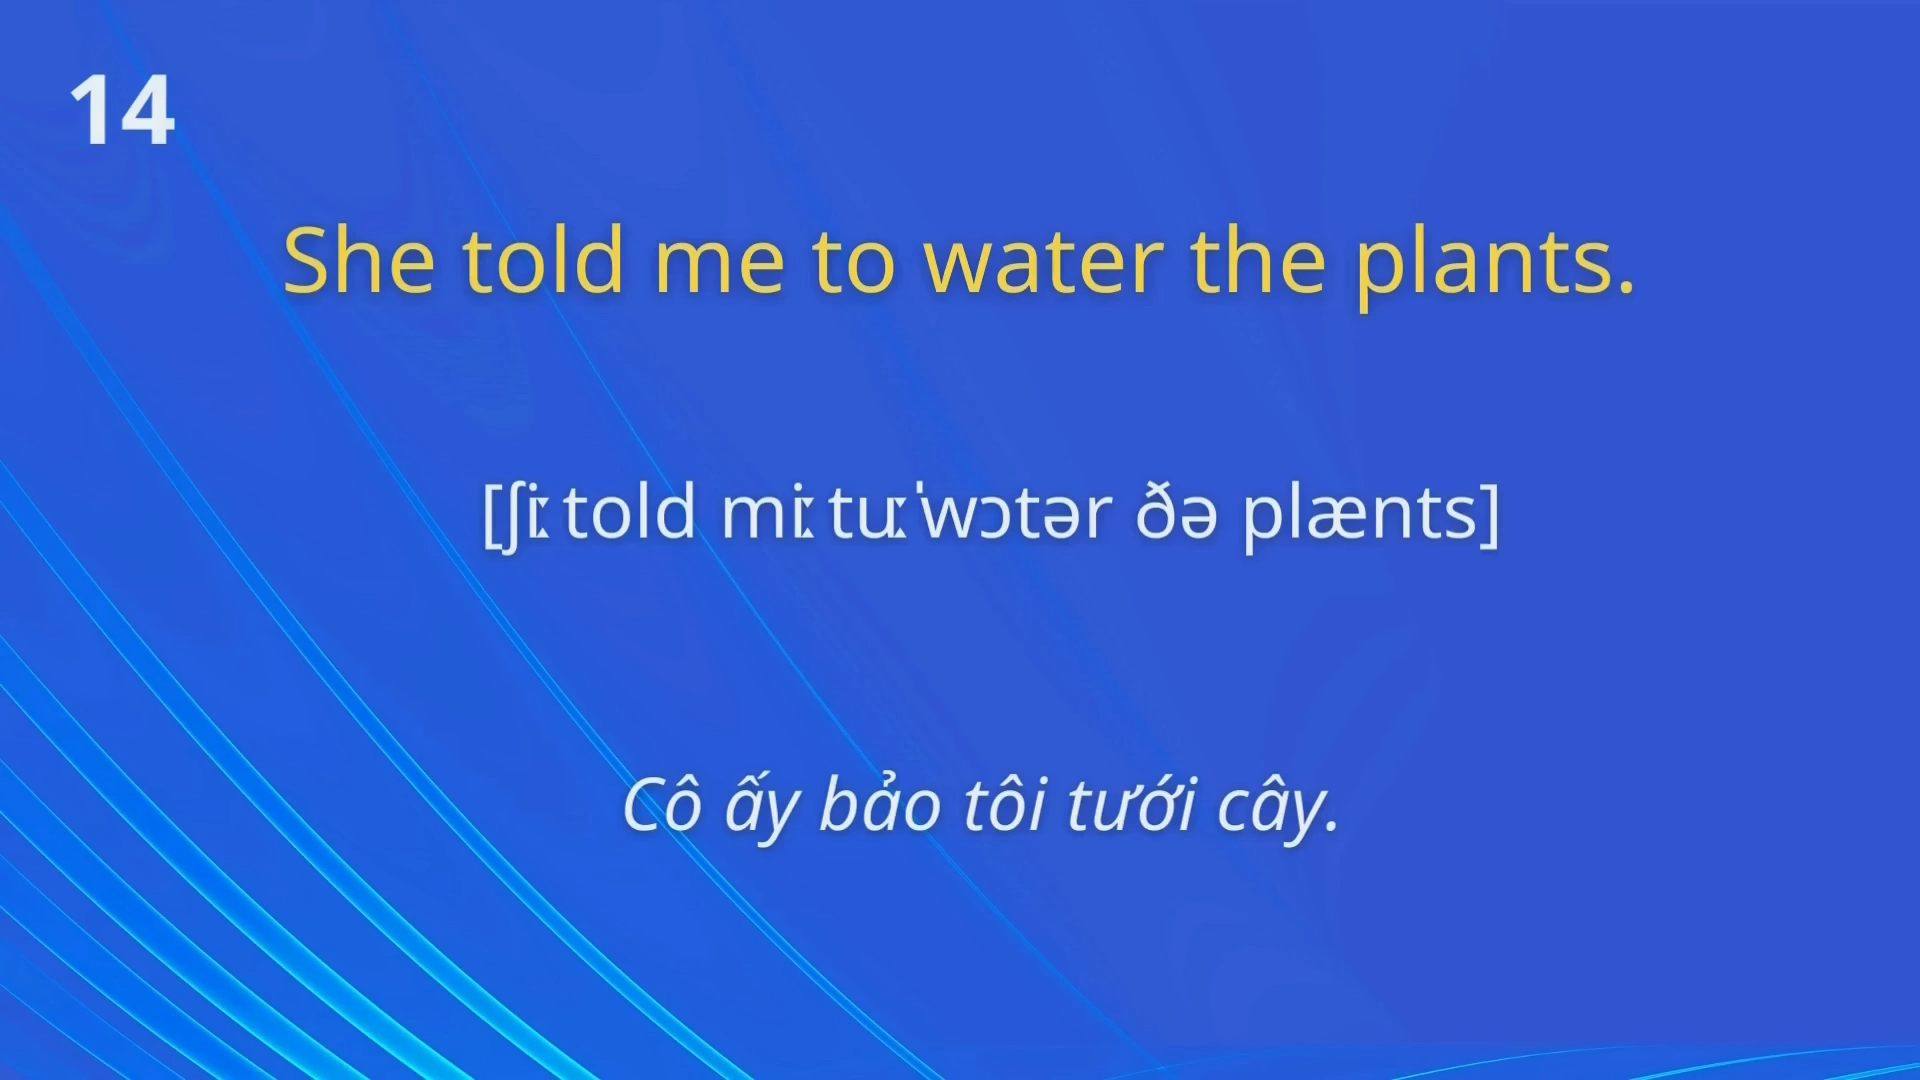 14
She told me to water the plants.
[ʃiː told miː tuː ˈwɔtər ðə plænts]
Cô ấy bảo tôi tưới cây.